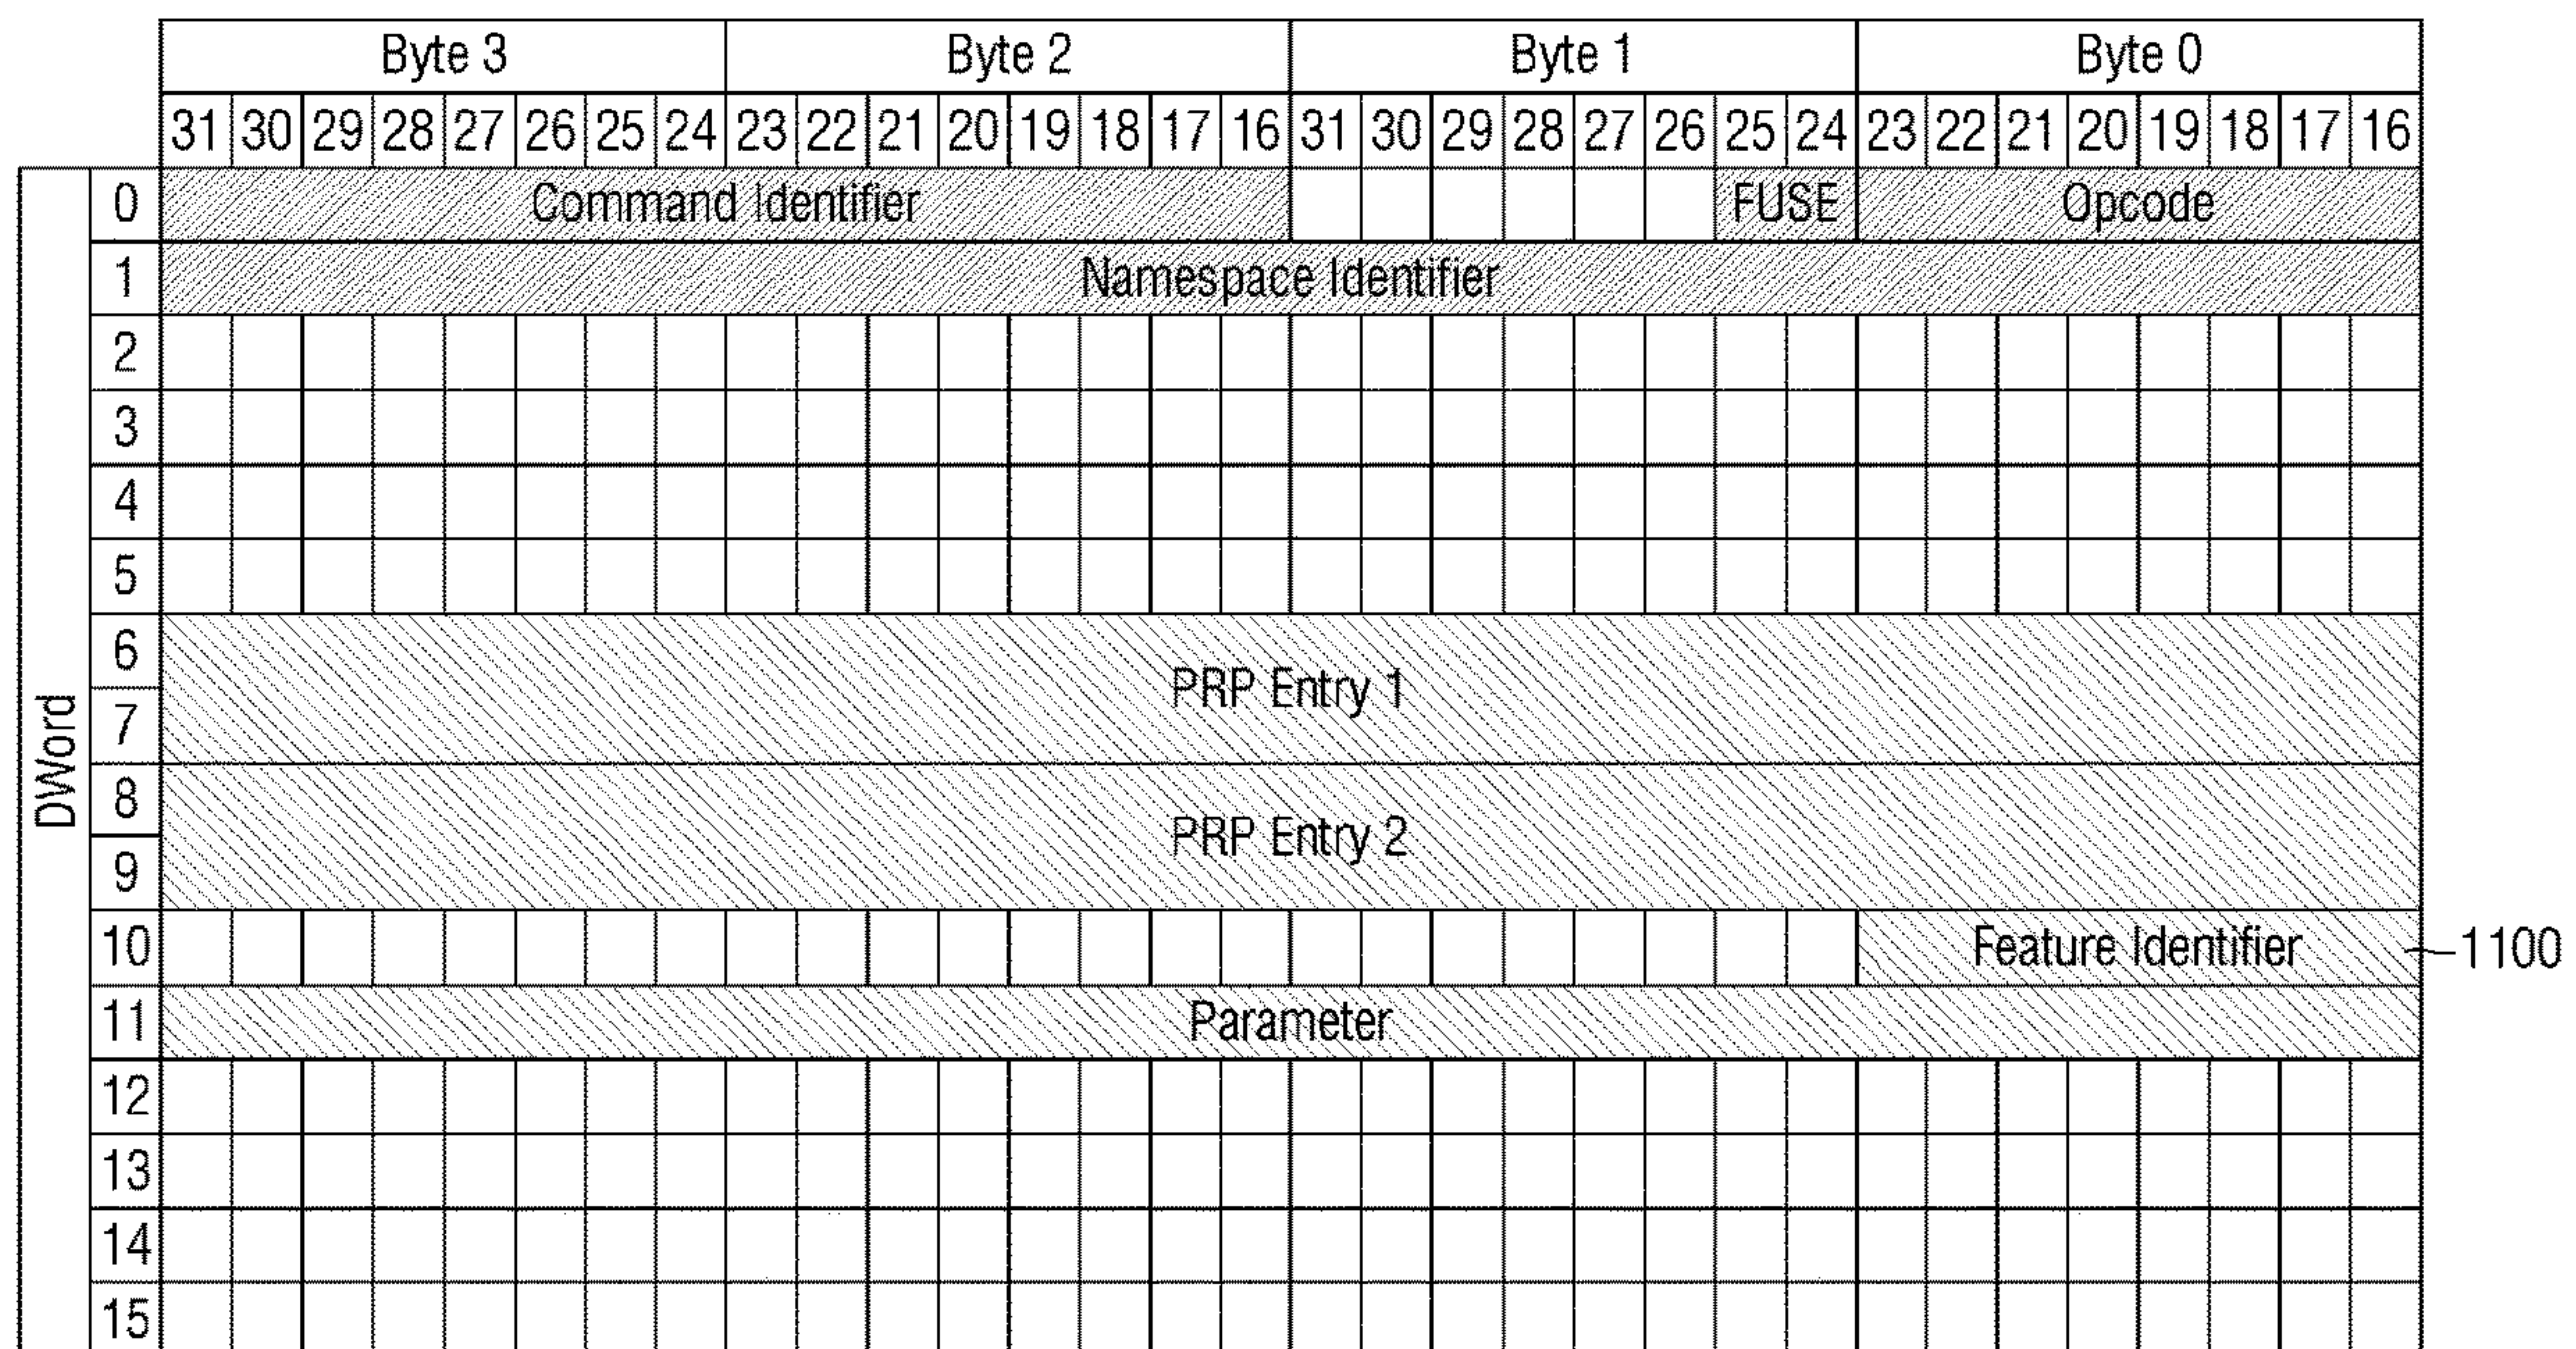 Byte 3 Byte 2 Byte 1 Byte 0
31 30 29 28 27 26 25 24 23 22 21 20 19 18 17 16 31 30 29 28 27 26 25 24 23 22 21 20 19 18 17 16
DWord
0 Command Identifier FUSE Opcode
1 Namespace Identifier
2
3
4
5
6
PRP Entry 1
7
8
PRP Entry 2
9
10 Feature Identifier 1100
11 Parameter
12
13
14
15